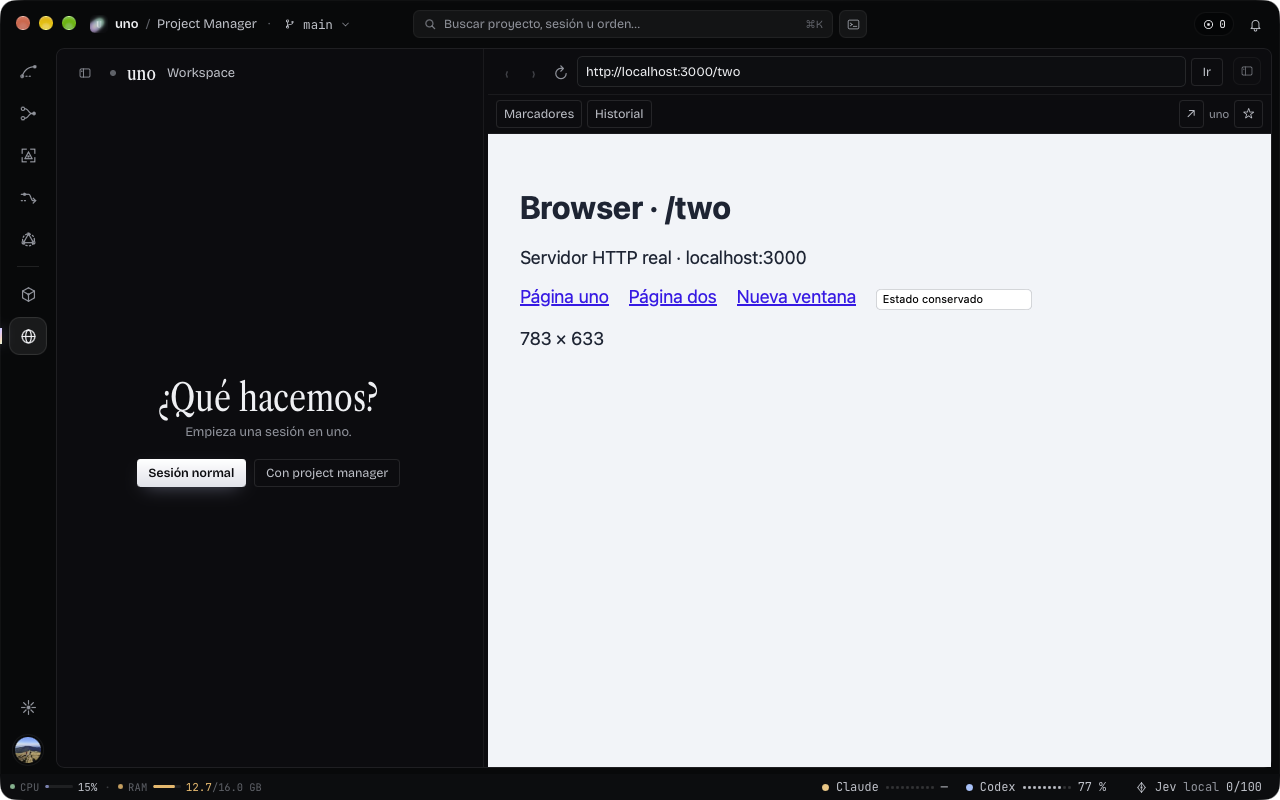 uno / Project Manager · main
Buscar proyecto, sesión u orden... ⌘K
0
uno Workspace
http://localhost:3000/two
Ir
Marcadores Historial
uno
Browser · /two
Servidor HTTP real · localhost:3000
Página uno Página dos Nueva ventana Estado conservado
783 × 633
¿Qué hacemos?
Empieza una sesión en uno.
Sesión normal Con project manager
CPU 15% · RAM 12.7/16.0 GB
Claude — Codex 77 % Jev local 0/100